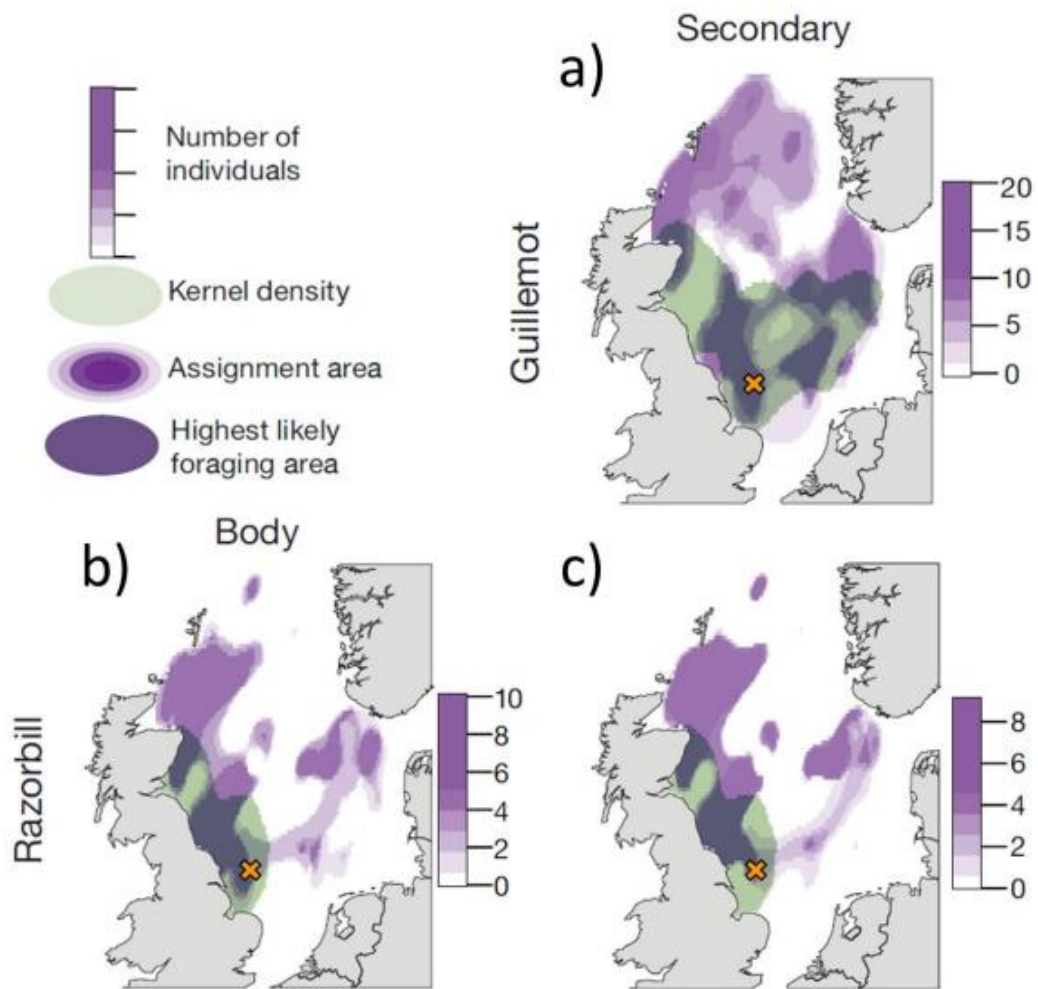 Secondary
a)
Number of
individuals
Kernel density
Assignment area
Highest likely
foraging area
Guillemot
20
15
10
5
0
Body
b)
c)
Razorbill
10
8
6
4
2
0
8
6
4
2
0